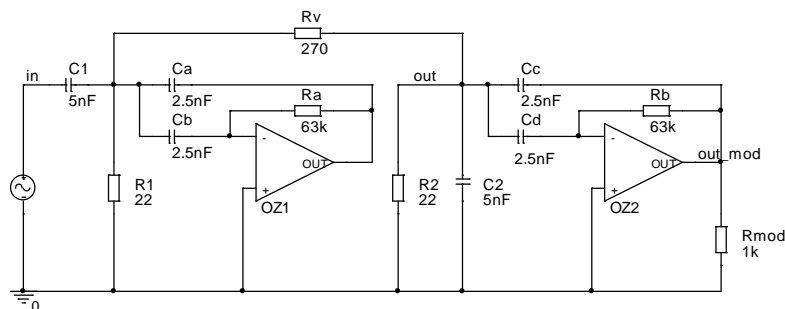 Rv
270
in
C1
5nF
Ca
2.5nF
Ra
63k
Cb
2.5nF
-
+
OUT
OZ1
R1
22
out
R2
22
C2
5nF
Cc
2.5nF
Rb
63k
Cd
2.5nF
-
+
OUT
OZ2
out_mod
Rmod
1k
0